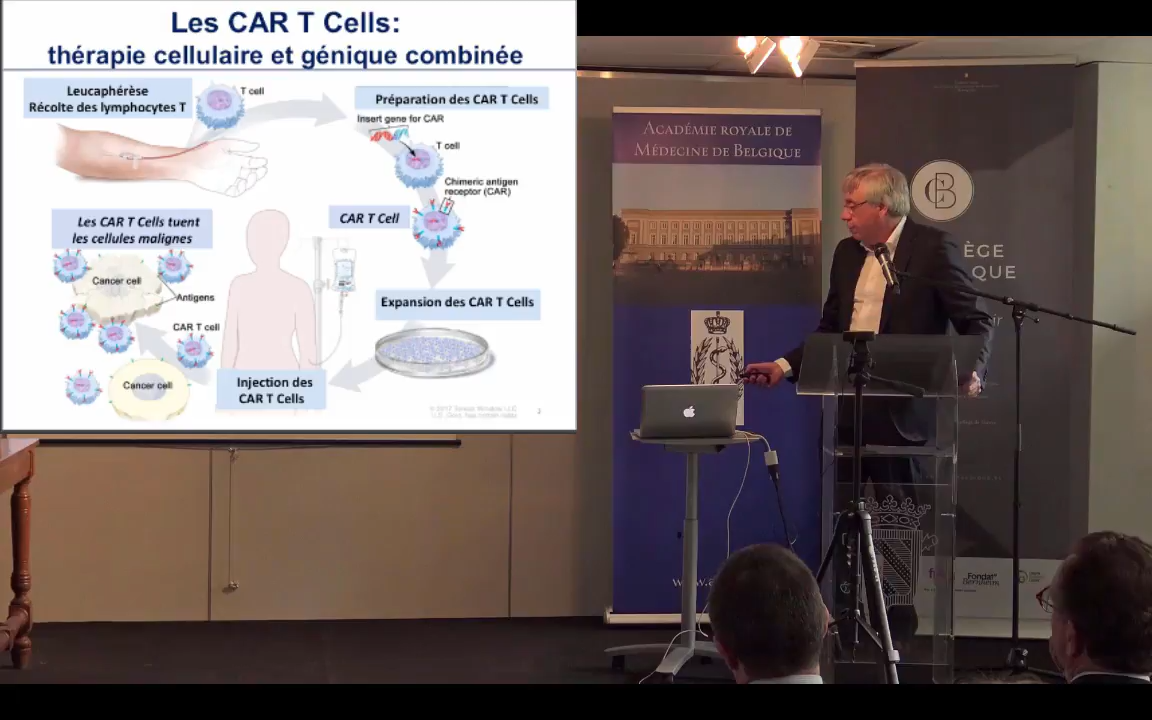 Les CAR T Cells:
thérapie cellulaire et génique combinée
Leucaphérèse
Récolte des lymphocytes T
T cell
Préparation des CAR T Cells
Insert gene for CAR
T cell
Chimeric antigen
receptor (CAR)
CAR T Cell
Les CAR T Cells tuent
les cellules malignes
Cancer cell
Antigens
CAR T cell
Cancer cell
Expansion des CAR T Cells
Injection des
CAR T Cells
2
Académie royale de
Médecine de Belgique
ÈGE
QUE
Fondat°
Bernheim